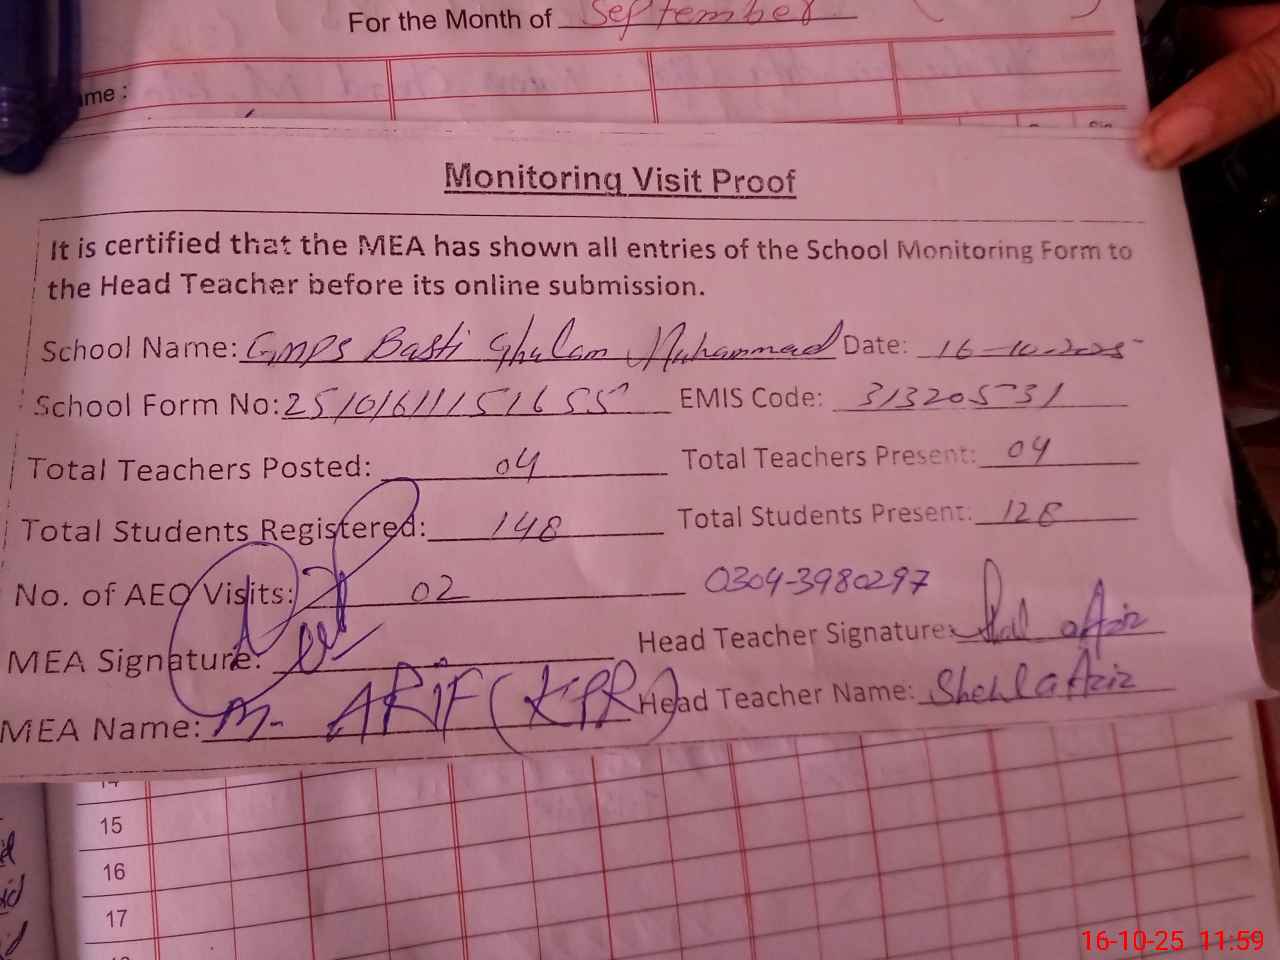 For the Month of September
ame :
Monitoring Visit Proof
It is certified that the MEA has shown all entries of the School Monitoring Form to
the Head Teacher before its online submission.
School Name: GMPS Basti Ghulam Muhammad Date: 16-10-2025
School Form No: 25101611151655 EMIS Code: 31320531
Total Teachers Posted: 04 Total Teachers Present: 04
Total Students Registered: 148 Total Students Present: 128
No. of AEO Visits: 02 0304-3980297
MEA Signature: Head Teacher Signature:
MEA Name: M. ARIF (KPR) Head Teacher Name: Shehla Aziz
14
15
16
17
16-10-25 11:59